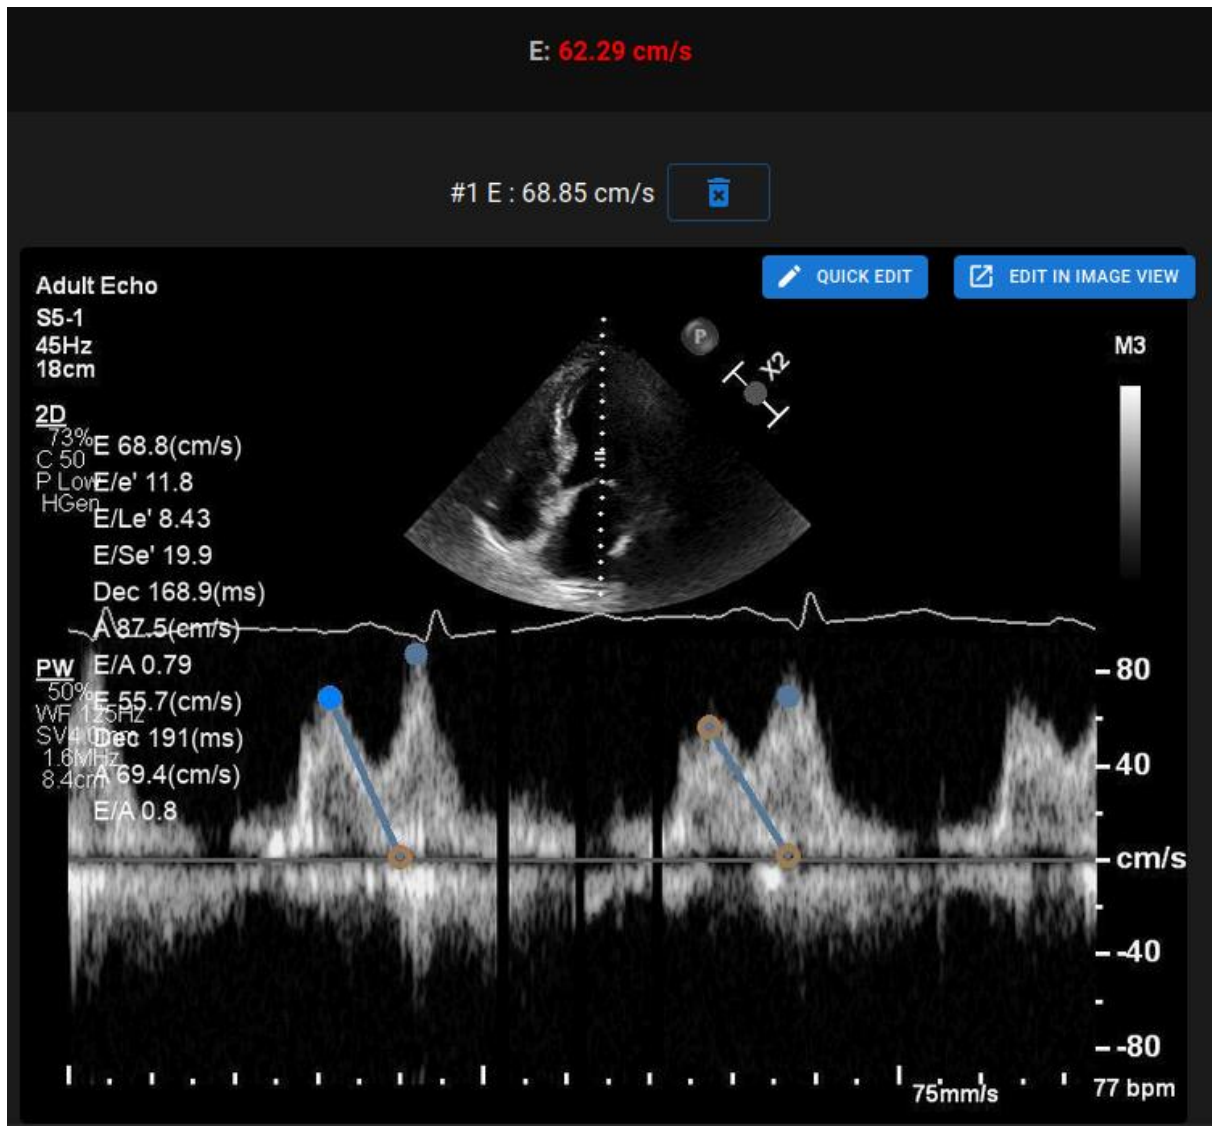 E: 62.29 cm/s
#1 E : 68.85 cm/s
QUICK EDIT
EDIT IN IMAGE VIEW
Adult Echo
S5-1
45Hz
18cm
P
X2
M3
2D
73%
C 50
P Low
HGen
E 68.8(cm/s)
E/e' 11.8
E/Le' 8.43
E/Se' 19.9
Dec 168.9(ms)
A 87.5(cm/s)
E/A 0.79
E 55.7(cm/s)
Dec 191(ms)
A 69.4(cm/s)
E/A 0.8
PW
50%
WF 125Hz
SV4.0mm
1.6MHz
8.4cm
80
40
cm/s
-40
-80
75mm/s
77 bpm